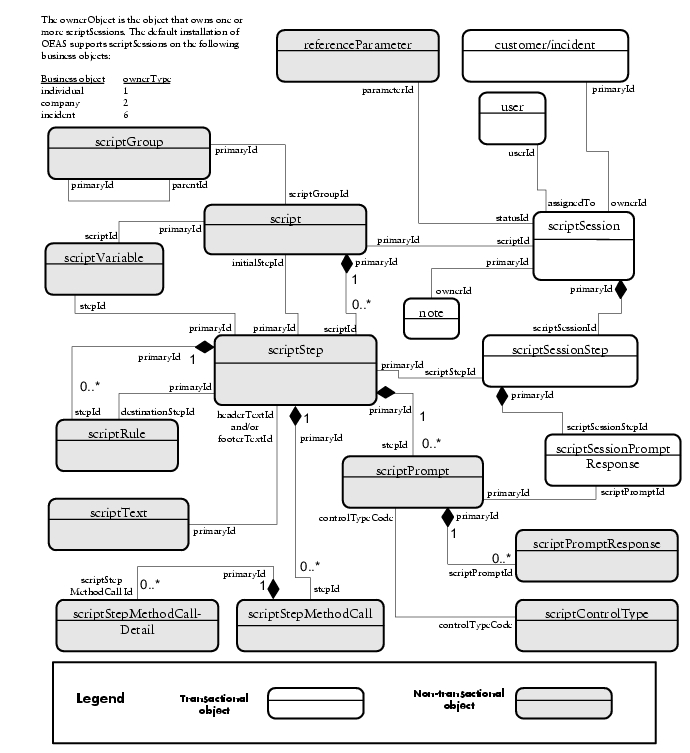 The ownerObject is the object that owns one or
more scriptSessions. The default installation of
OEAS supports scriptSessions on the following
business objects:
Business object ownerType
individual 1
company 2
incident 6
referenceParameter
parameterId
customer/incident
primaryId
user
userId
scriptGroup
primaryId
primaryId parentId
scriptGroupId
assignedTo ownerId
statusId
script
primaryId
scriptId
primaryId
scriptId
scriptSession
initialStepId
primaryId
1
0..*
scriptId
primaryId
ownerId
note
primaryId
scriptSessionId
scriptVariable
stepId
primaryId primaryId
scriptStep
primaryId 1
0..*
stepId
primaryId
destinationStepId
scriptRule
headerTextId
and/or
footerTextId
1
primaryId
primaryId
scriptStepId
scriptSessionStep
primaryId
scriptSessionStepId
primaryId
1
stepId 0..*
scriptPrompt
scriptSessionPrompt
Response
primaryId
scriptPromptId
scriptText
primaryId
controlTypeCode
primaryId
1
0..*
scriptPromptId
scriptPromptResponse
scriptStep
MethodCallId
0..*
primaryId
1
0..*
stepId
scriptStepMethodCall-
Detail
scriptStepMethodCall
controlTypeCode
scriptControlType
Legend
Transactional
object
Non-transactional
object